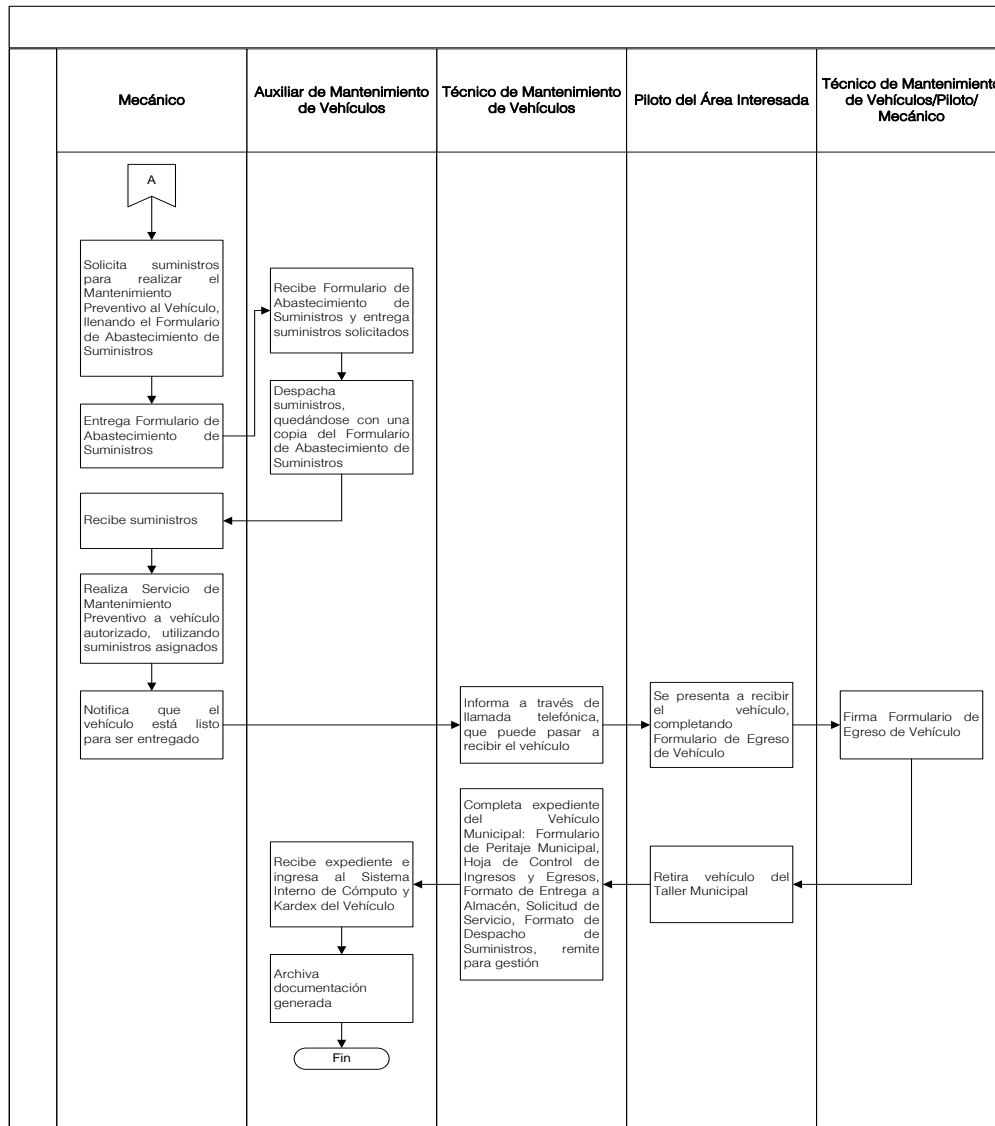 Mecánico
Auxiliar de Mantenimiento
de Vehículos
Técnico de Mantenimiento
de Vehículos
Piloto del Área Interesada
Técnico de Mantenimiento
de Vehículos/Piloto/
Mecánico
A
Solicita suministros
para realizar el
Mantenimiento
Preventivo al Vehículo,
llenando el Formulario
de Abastecimiento de
Suministros
Entrega Formulario de
Abastecimiento de
Suministros
Recibe Formulario de
Abastecimiento de
Suministros y entrega
suministros solicitados
Despacha
suministros,
quedándose con una
copia del Formulario
de Abastecimiento de
Suministros
Recibe suministros
Realiza Servicio de
Mantenimiento
Preventivo a vehículo
autorizado, utilizando
suministros asignados
Notifica que el
vehículo está listo
para ser entregado
Informa a través de
llamada telefónica,
que puede pasar a
recibir el vehículo
Se presenta a recibir
el vehículo,
completando
Formulario de Egreso
de Vehículo
Firma Formulario de
Egreso de Vehículo
Retira vehículo del
Taller Municipal
Completa expediente
del Vehículo
Municipal: Formulario
de Peritaje Municipal,
Hoja de Control de
Ingresos y Egresos,
Formato de Entrega a
Almacén, Solicitud de
Servicio, Formato de
Despacho de
Suministros, remite
para gestión
Recibe expediente e
ingresa al Sistema
Interno de Cómputo y
Kardex del Vehículo
Archiva
documentación
generada
Fin